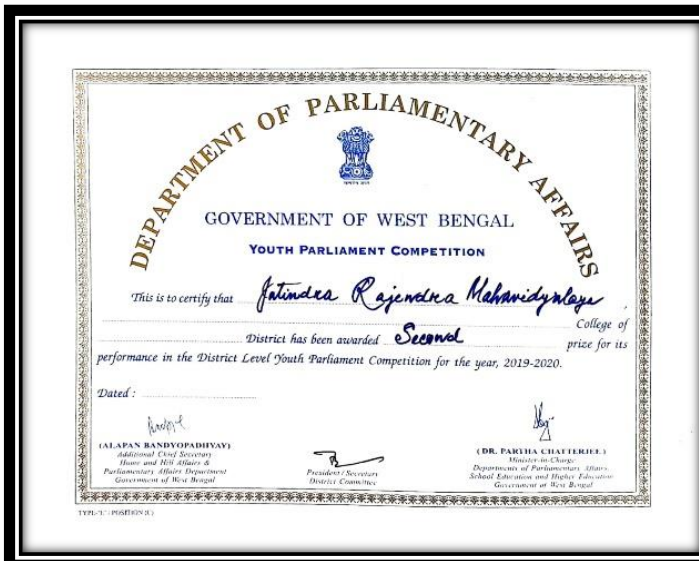 DEPARTMENT OF PARLIAMENTARY AFFAIRS
GOVERNMENT OF WEST BENGAL
YOUTH PARLIAMENT COMPETITION
This is to certify that Jatindra Rajendra Mahavidyalaya,
College of
District has been awarded Second prize for its
performance in the District Level Youth Parliament Competition for the year, 2019-2020.
Dated :
(ALAPAN BANDYOPADHYAY)
Additional Chief Secretary
Home and Hill Affairs &
Parliamentary Affairs Department
Government of West Bengal
President / Secretary
District Committee
(DR. PARTHA CHATTERJEE)
Minister-in-Charge
Departments of Parliamentary Affairs,
School Education and Higher Education
Government of West Bengal